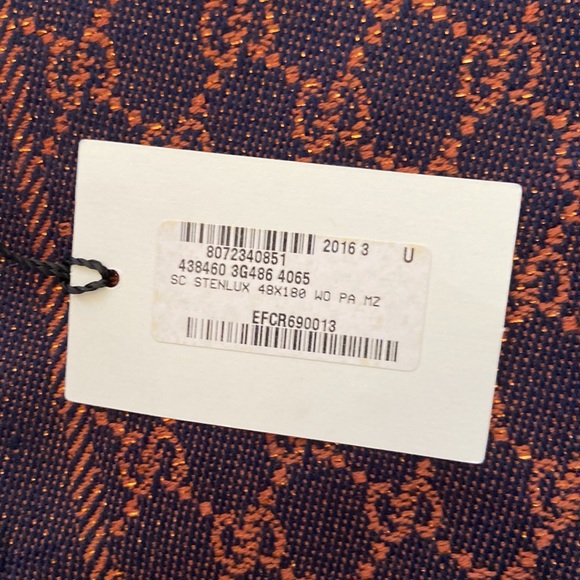 8072340851 2016 3 U
438460 3G486 4065
SC STENLUX 48X180 WO PA MZ
EFCR690013